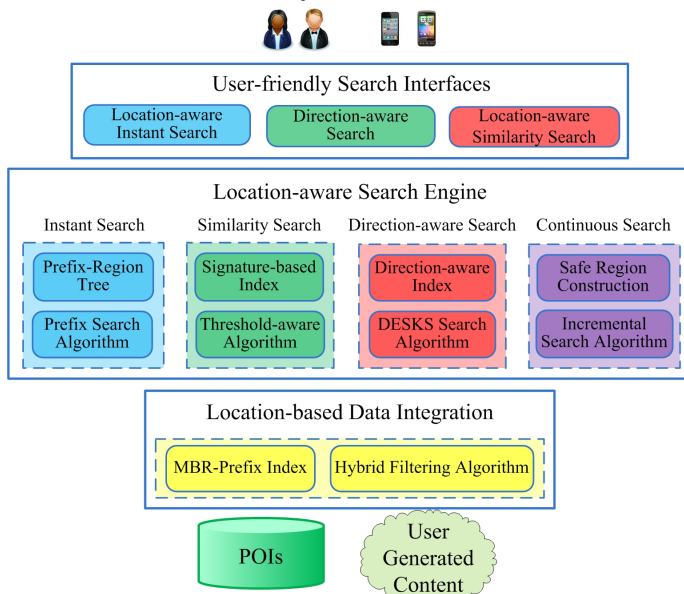 User-friendly Search Interfaces
Location-aware
Instant Search
Direction-aware
Search
Location-aware
Similarity Search
Location-aware Search Engine
Instant Search
Similarity Search
Direction-aware Search
Continuous Search
Prefix-Region
Tree
Signature-based
Index
Direction-aware
Index
Safe Region
Construction
Prefix Search
Algorithm
Threshold-aware
Algorithm
DESKS Search
Algorithm
Incremental
Search Algorithm
Location-based Data Integration
MBR-Prefix Index
Hybrid Filtering Algorithm
POIs
User
Generated
Content